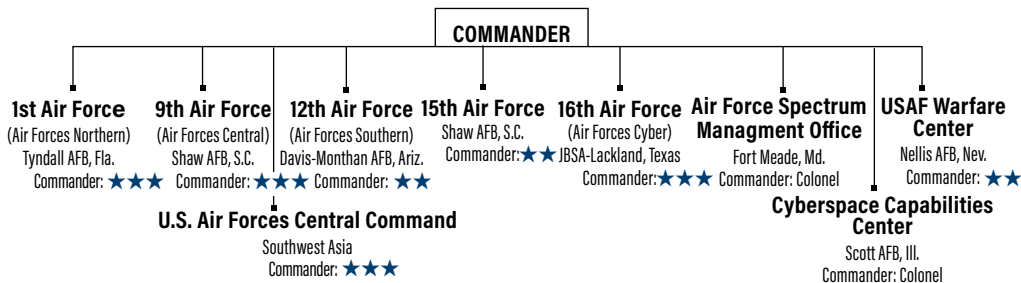 COMMANDER
1st Air Force
(Air Forces Northern)
Tyndall AFB, Fla.
Commander: ★★★
9th Air Force
(Air Forces Central)
Shaw AFB, S.C.
Commander: ★★★
12th Air Force
(Air Forces Southern)
Davis-Monthan AFB, Ariz.
Commander: ★★
15th Air Force
Shaw AFB, S.C.
Commander:★★
16th Air Force
(Air Forces Cyber)
JBSA-Lackland, Texas
Commander:★★★
Air Force Spectrum
Managment Office
Fort Meade, Md.
Commander: Colonel
USAF Warfare
Center
Nellis AFB, Nev.
Commander: ★★
U.S. Air Forces Central Command
Southwest Asia
Commander: ★★★
Cyberspace Capabilities
Center
Scott AFB, Ill.
Commander: Colonel